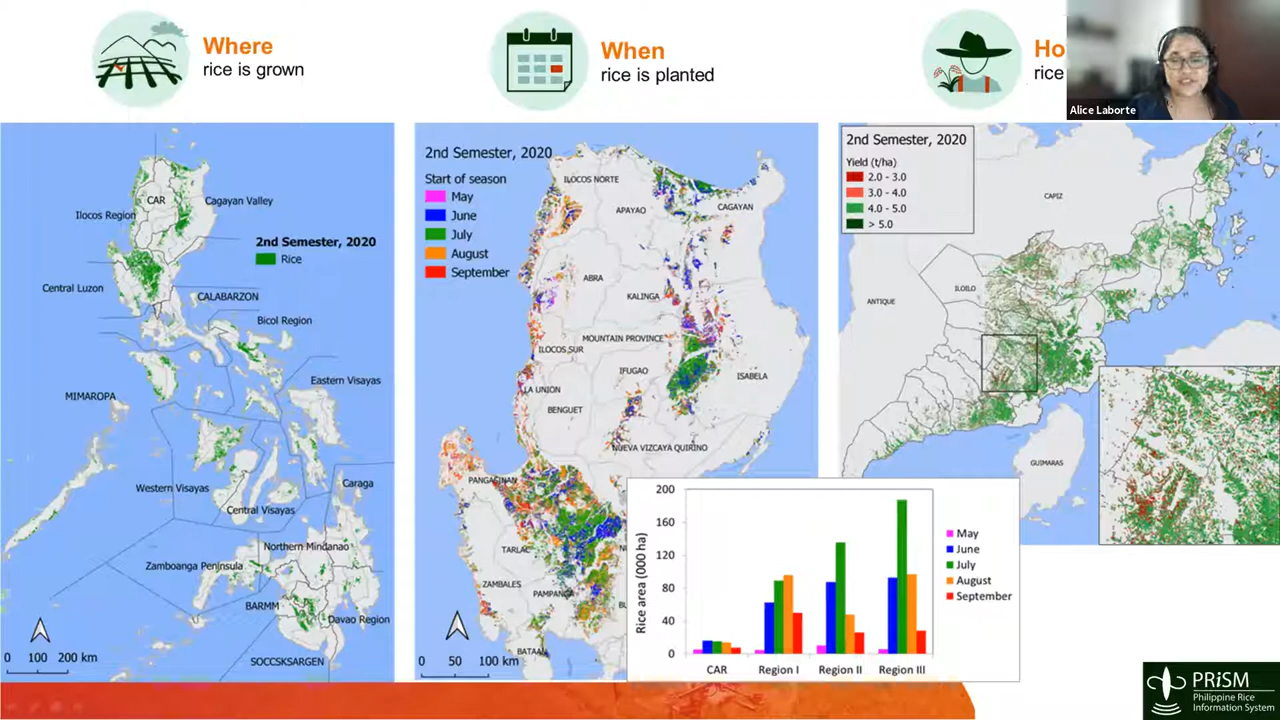 Where
rice is grown
When
rice is planted
Ho
rice
Alice Laborte
CAR
Ilocos Region
Cagayan Valley
2nd Semester, 2020
Rice
Central Luzon
CALABARZON
Bicol Region
Eastern Visayas
MIMAROPA
Western Visayas
Central Visayas
Caraga
Northern Mindanao
Zamboanga Peninsula
BARMM
Davao Region
SOCCSKSARGEN
0 100 200 km
2nd Semester, 2020
Start of season
May
June
July
August
September
ILOCOS NORTE
APAYAO
CAGAYAN
ABRA
KALINGA
MOUNTAIN PROVINCE
ILOCOS SUR
IFUGAO
ISABELA
LA UNION
BENGUET
NUEVA VIZCAYA QUIRINO
PANGASINAN
TARLAC
ZAMBALES
PAMPANGA
BATAAN
0 50 100 km
2nd Semester, 2020
Yield (t/ha)
2.0 - 3.0
3.0 - 4.0
4.0 - 5.0
> 5.0
CAPIZ
ILOILO
ANTIQUE
GUIMARAS
Rice area (000 ha)
200
160
120
80
40
0
CAR Region I Region II Region III
May
June
July
August
September
PRiSM
Philippine Rice
Information System